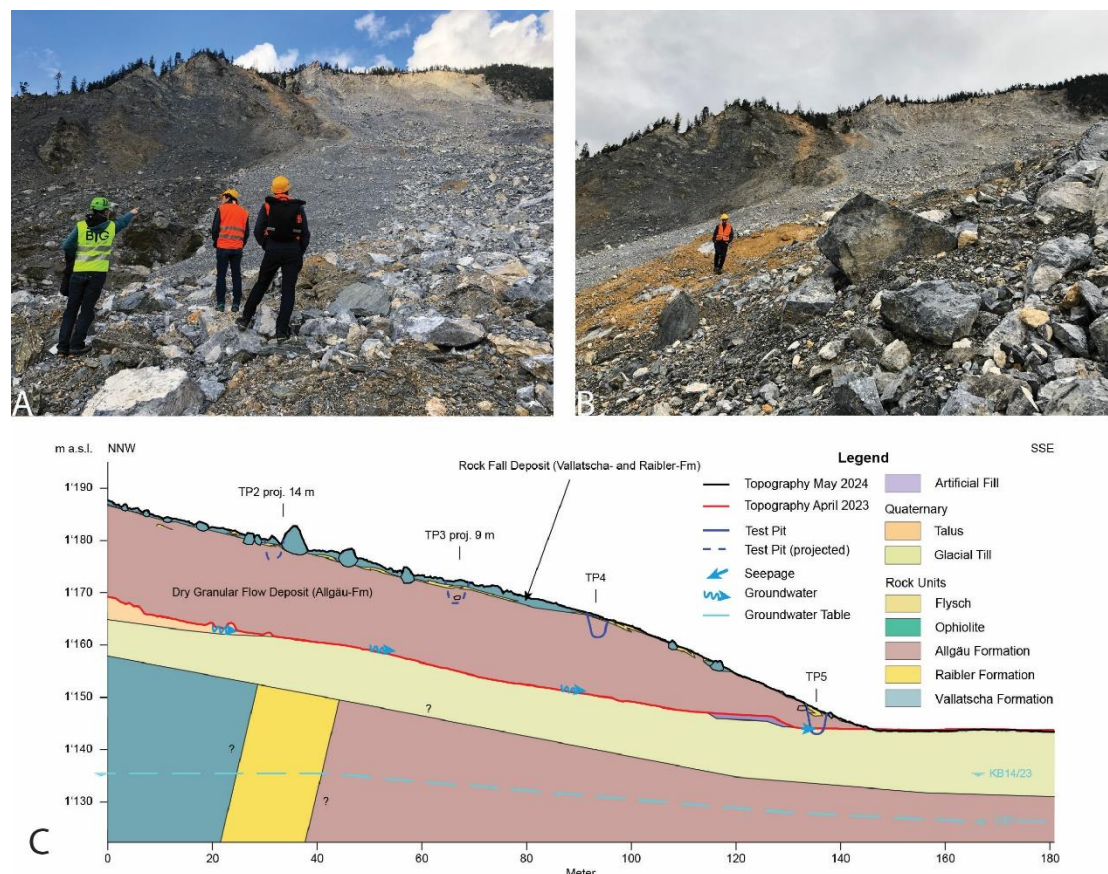 BTG
A
B
m a.s.l.
NNW
SSE
1'190
1'180
1'170
1'160
1'150
1'140
1'130
TP2 proj. 14 m
TP3 proj. 9 m
Rock Fall Deposit (Vallatscha- and Raibler-Fm)
TP4
TP5
Dry Granular Flow Deposit (Allgäu-Fm)
?
?
?
KB14/23
Legend
Topography May 2024
Topography April 2023
Test Pit
Test Pit (projected)
Seepage
Groundwater
Groundwater Table
Artificial Fill
Quaternary
Talus
Glacial Till
Rock Units
Flysch
Ophiolite
Allgäu Formation
Raibler Formation
Vallatscha Formation
C
0 20 40 60 80 100 120 140 160 180
Meter